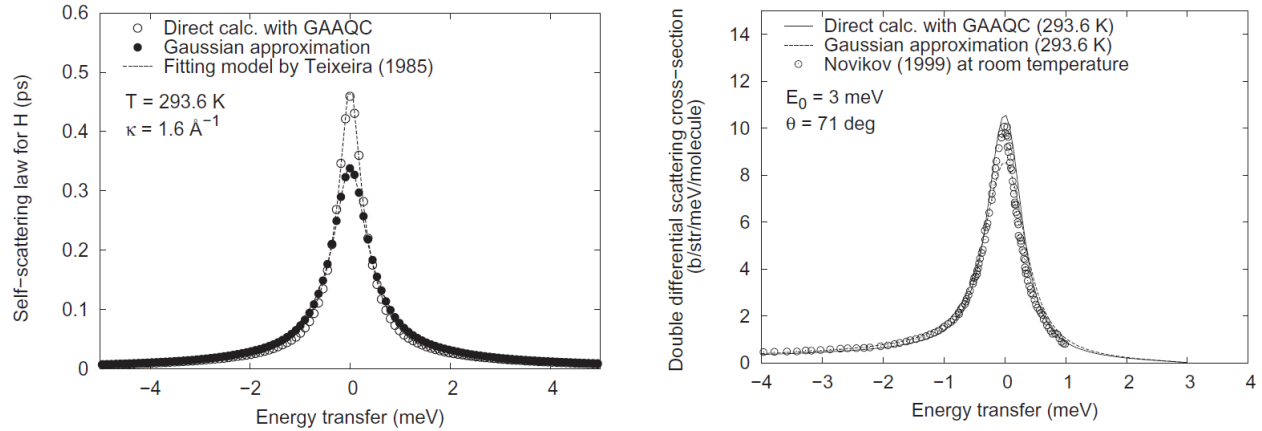 Self−scattering law for H (ps)
0.6
0.5
0.4
0.3
0.2
0.1
0
Direct calc. with GAAQC
Gaussian approximation
Fitting model by Teixeira (1985)
T = 293.6 K
κ = 1.6 Å⁻¹
−4
−2
0
2
4
Energy transfer (meV)
Double differential scattering cross−section
(b/str/meV/molecule)
14
12
10
8
6
4
2
0
Direct calc. with GAAQC (293.6 K)
Gaussian approximation (293.6 K)
Novikov (1999) at room temperature
E₀ = 3 meV
θ = 71 deg
−4
−3
−2
−1
0
1
2
3
4
Energy transfer (meV)